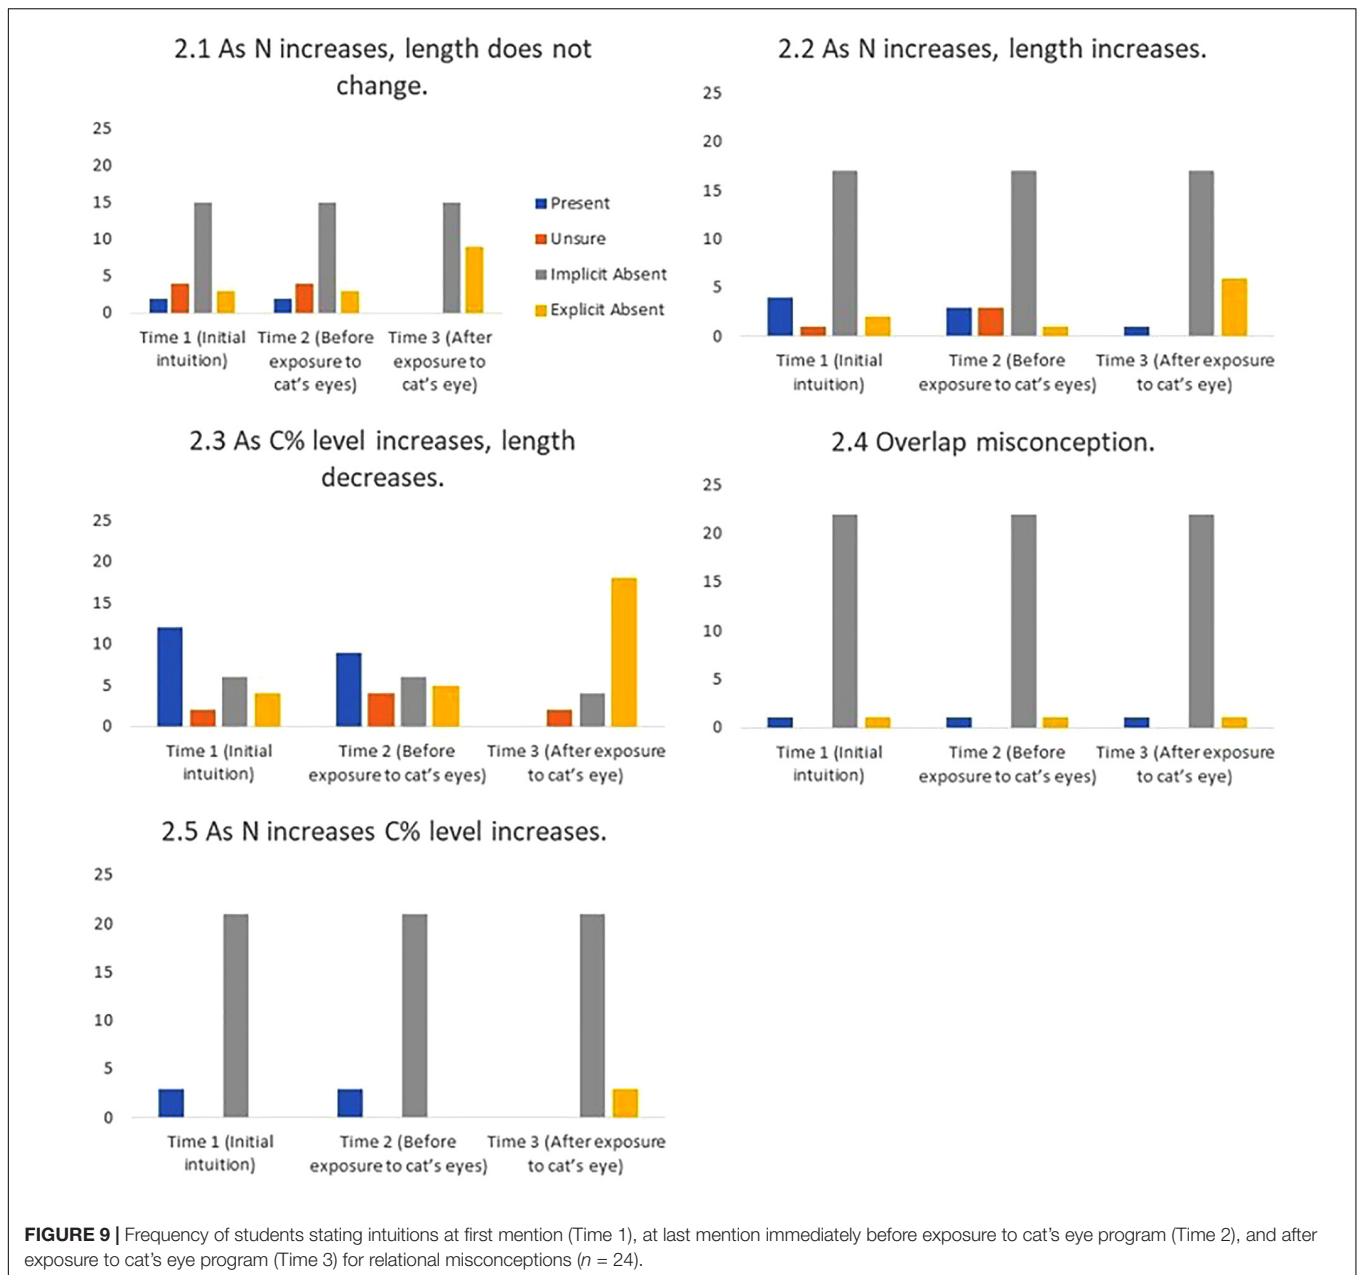 2.1 As N increases, length does not
change.
25
20
15
10
5
0
Present
Unsure
Implicit Absent
Explicit Absent
Time 1 (Initial
intuition)
Time 2 (Before
exposure to
cat's eyes)
Time 3 (After
exposure to
cat's eye)
2.2 As N increases, length increases.
25
20
15
10
5
0
Time 1 (Initial
intuition)
Time 2 (Before
exposure to cat's eyes)
Time 3 (After exposure
to cat's eye)
2.3 As C% level increases, length
decreases.
25
20
15
10
5
0
Time 1 (Initial
intuition)
Time 2 (Before
exposure to cat's eyes)
Time 3 (After exposure
to cat's eye)
2.4 Overlap misconception.
25
20
15
10
5
0
Time 1 (Initial
intuition)
Time 2 (Before
exposure to cat's eyes)
Time 3 (After exposure
to cat's eye)
2.5 As N increases C% level increases.
25
20
15
10
5
0
Time 1 (Initial
intuition)
Time 2 (Before
exposure to cat's eyes)
Time 3 (After exposure
to cat's eye)
FIGURE 9 | Frequency of students stating intuitions at first mention (Time 1), at last mention immediately before exposure to cat's eye program (Time 2), and after
exposure to cat's eye program (Time 3) for relational misconceptions (n = 24).